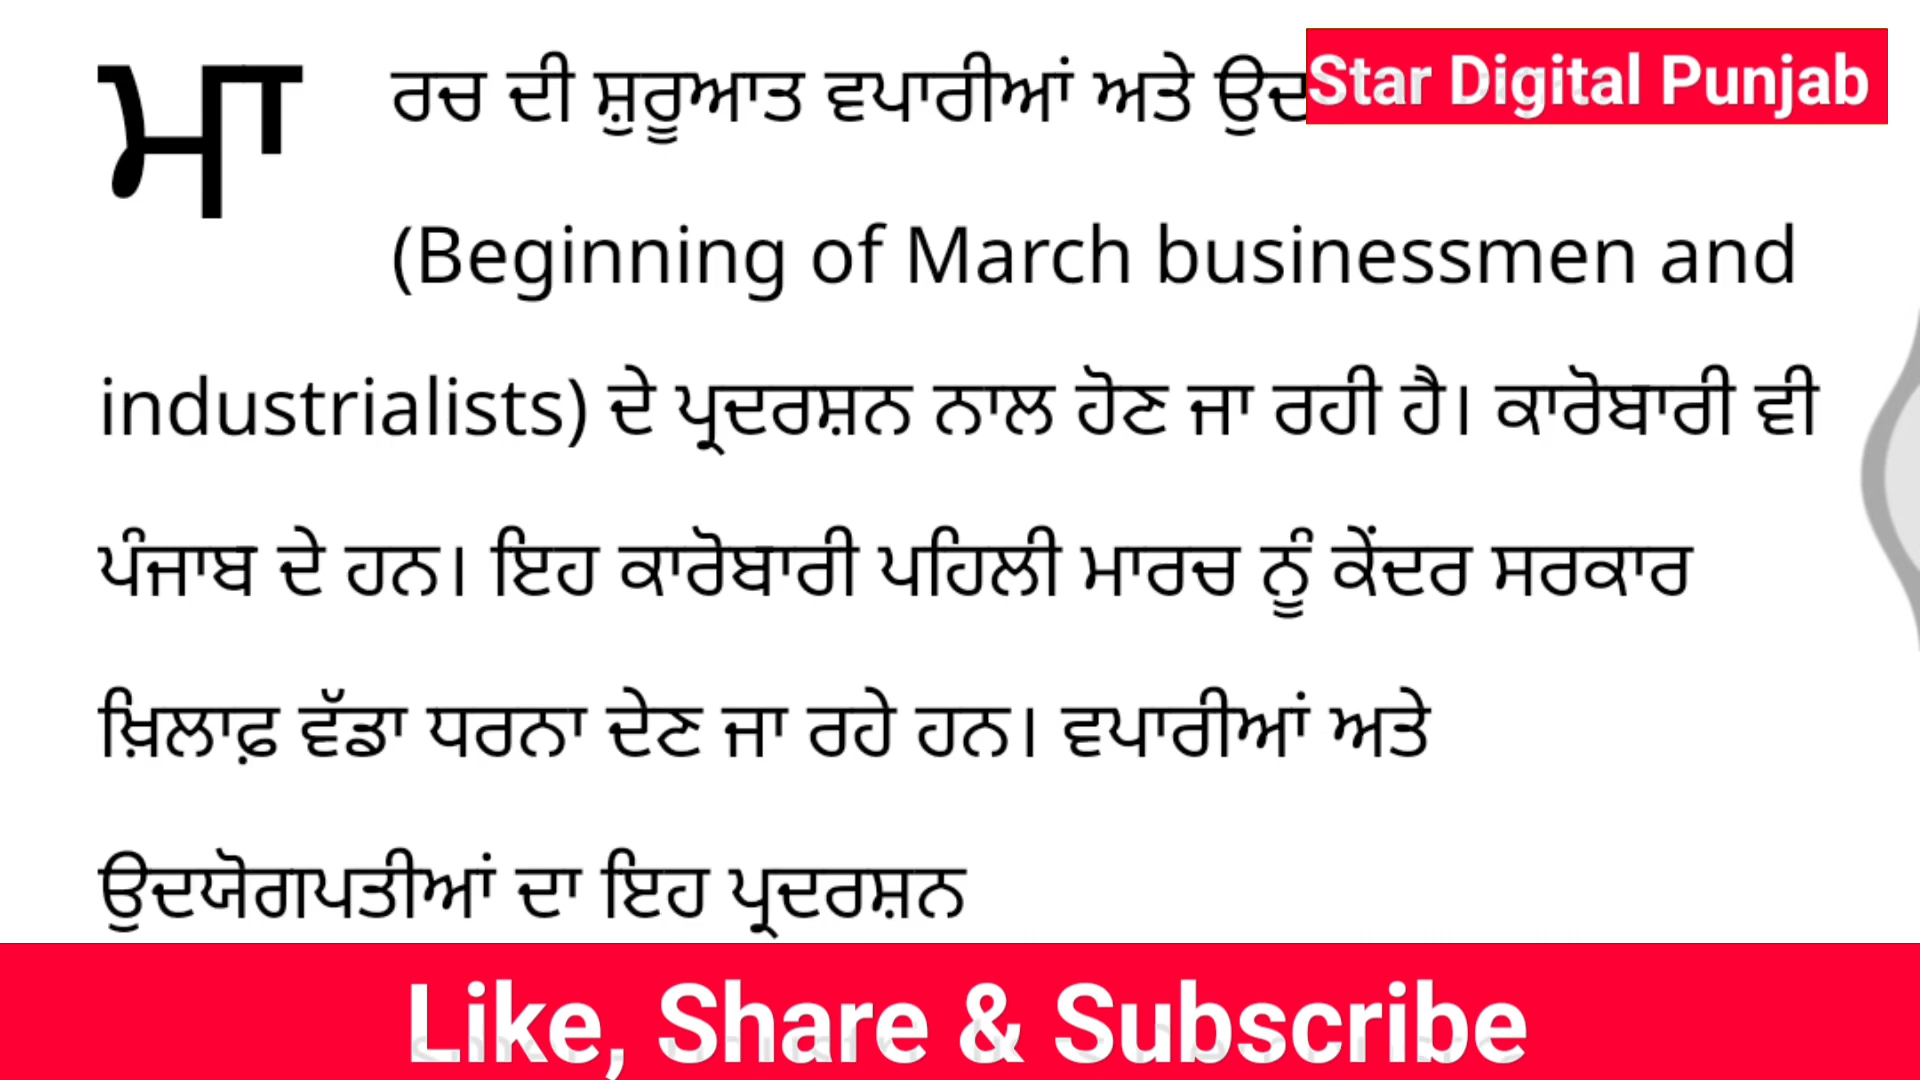 ਮਾਰਚ ਦੀ ਸ਼ੁਰੂਆਤ ਵਪਾਰੀਆਂ ਅਤੇ
Star Digital Punjab
(Beginning of March businessmen and
industrialists) ਦੇ ਪ੍ਰਦਰਸ਼ਨ ਨਾਲ ਹੋਣ ਜਾ ਰਹੀ ਹੈ। ਕਾਰੋਬਾਰੀ ਵੀ
ਪੰਜਾਬ ਦੇ ਹਨ। ਇਹ ਕਾਰੋਬਾਰੀ ਪਹਿਲੀ ਮਾਰਚ ਨੂੰ ਕੇਂਦਰ ਸਰਕਾਰ
ਖ਼ਿਲਾਫ਼ ਵੱਡਾ ਧਰਨਾ ਦੇਣ ਜਾ ਰਹੇ ਹਨ। ਵਪਾਰੀਆਂ ਅਤੇ
ਉਦਯੋਗਪਤੀਆਂ ਦਾ ਇਹ ਪ੍ਰਦਰਸ਼ਨ
Like, Share & Subscribe